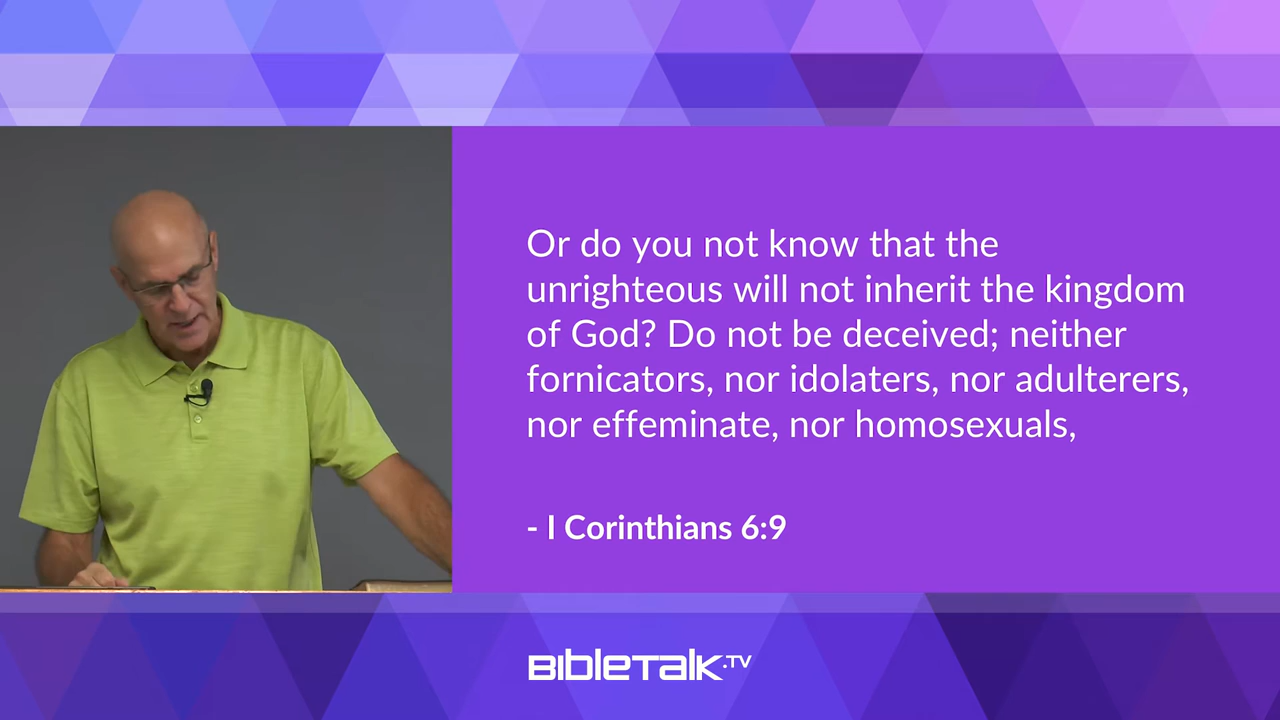 Or do you not know that the
unrighteous will not inherit the kingdom
of God? Do not be deceived; neither
fornicators, nor idolaters, nor adulterers,
nor effeminate, nor homosexuals,
- I Corinthians 6:9
BIBLETALK.TV